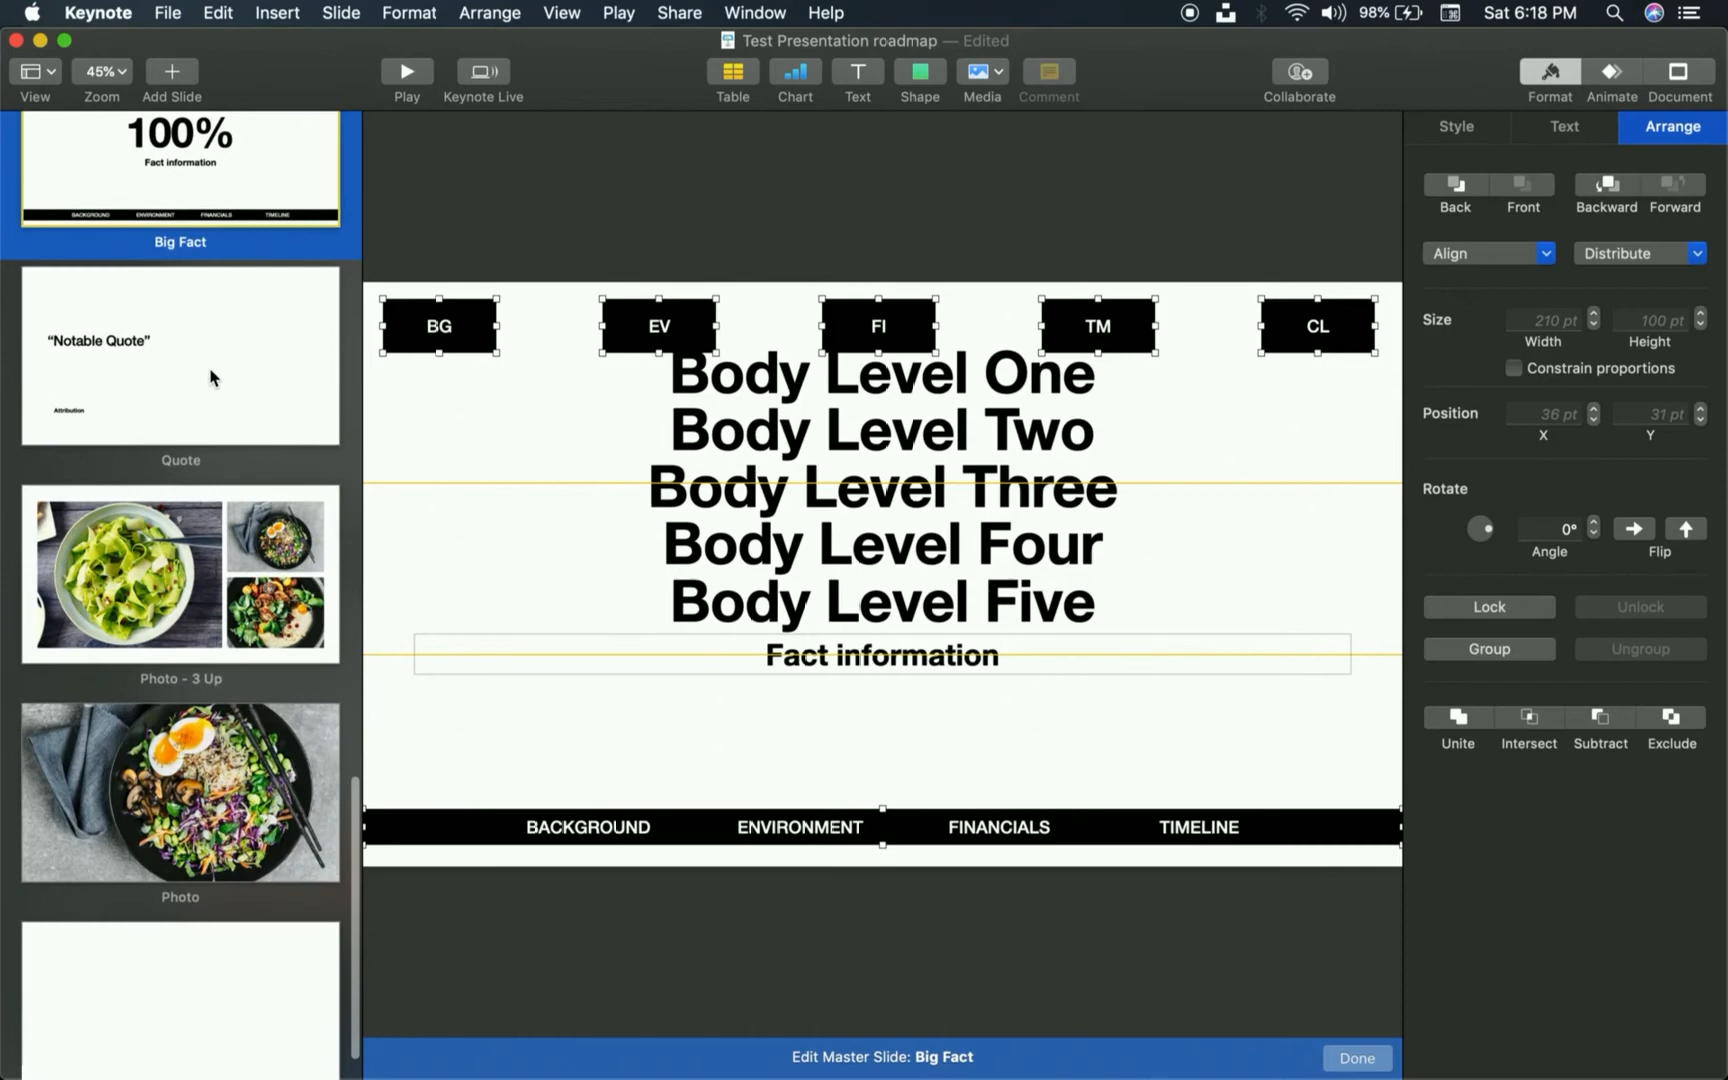 Keynote File Edit Insert Slide Format Arrange View Play Share Window Help 98% Sat 6:18 PM
Test Presentation roadmap — Edited
45%
View Zoom Add Slide Play Keynote Live Table Chart Text Shape Media Comment Collaborate Format Animate Document
100%
Fact information
BACKGROUND ENVIRONMENT FINANCIALS TIMELINE
Big Fact
“Notable Quote”
Attribution
Quote
Photo - 3 Up
Photo
BG EV FI TM CL
Body Level One
Body Level Two
Body Level Three
Body Level Four
Body Level Five
Fact information
BACKGROUND ENVIRONMENT FINANCIALS TIMELINE
Edit Master Slide: Big Fact Done
Style Text Arrange
Back Front Backward Forward
Align Distribute
Size 210 pt 100 pt
Width Height
Constrain proportions
Position 36 pt 31 pt
X Y
Rotate
0°
Angle Flip
Lock Unlock
Group Ungroup
Unite Intersect Subtract Exclude